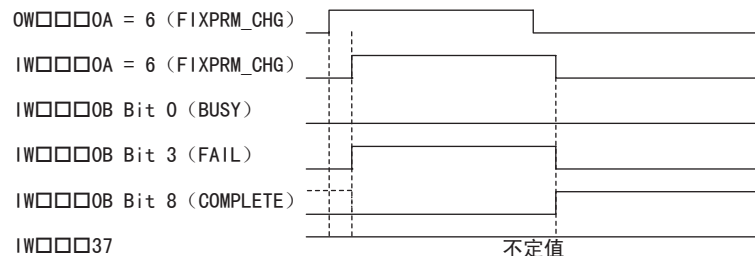 OW□□□0A = 6 (FIXPRM_CHG)
IW□□□0A = 6 (FIXPRM_CHG)
IW□□□0B Bit 0 (BUSY)
IW□□□0B Bit 3 (FAIL)
IW□□□0B Bit 8 (COMPLETE)
IW□□□37
不定值